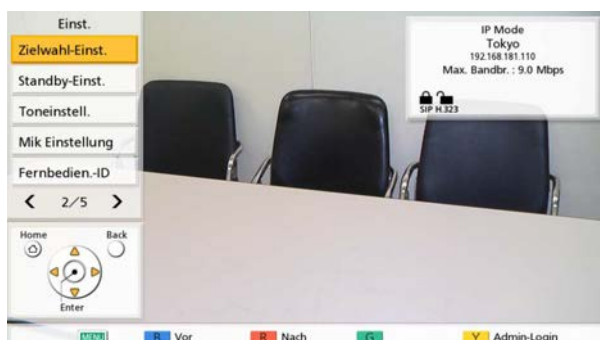 Einst.
Zielwahl-Einst.
Standby-Einst.
Toneinstell.
Mik Einstellung
Fernbedien.-ID
2/5
Home
Back
Enter
IP Mode
Tokyo
192.168.181.110
Max. Bandbr. : 9.0 Mbps
SIP H.323
MENU
B Vor
R Nach
G
Y Admin-Login